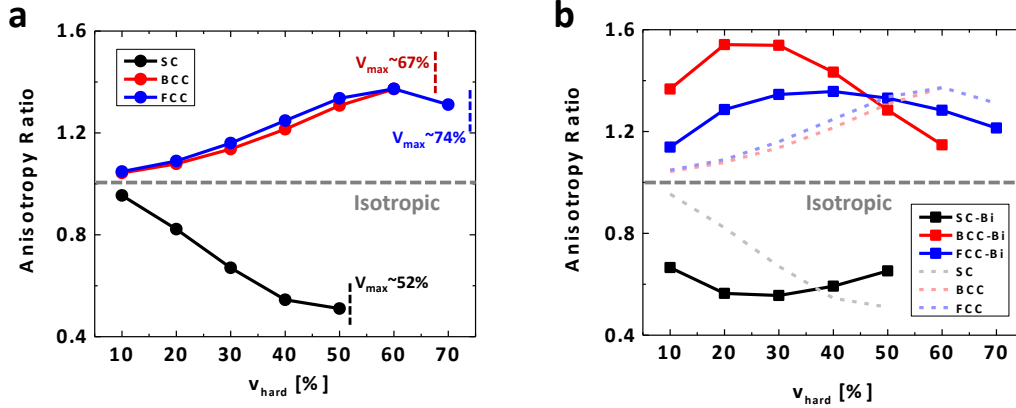 a
1.6
1.2
0.8
0.4
Anisotropy Ratio
SC
BCC
FCC
Vmax~67%
Vmax~74%
Isotropic
Vmax~52%
10 20 30 40 50 60 70
vhard [%]
b
1.6
1.2
0.8
0.4
Anisotropy Ratio
Isotropic
SC-Bi
BCC-Bi
FCC-Bi
SC
BCC
FCC
10 20 30 40 50 60 70
vhard [%]